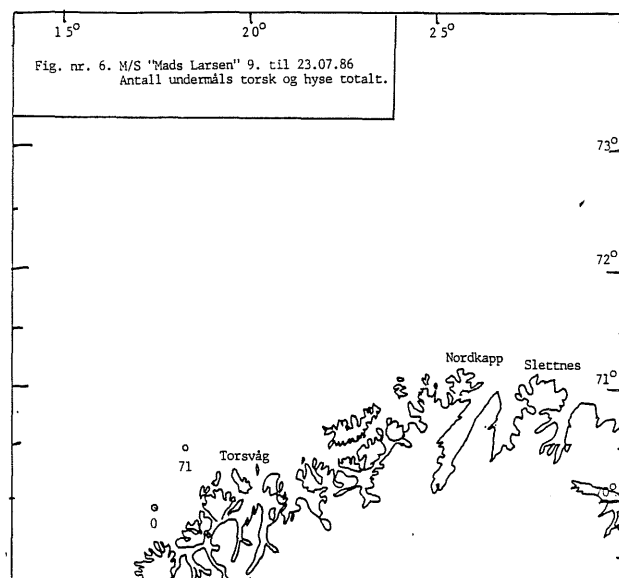 15° 20° 25°
Fig. nr. 6. M/S "Mads Larsen" 9. til 23.07.86
Antall undermåls torsk og hyse totalt.
73°
72°
Nordkapp Slettnes
71°
Torsvåg
71
0